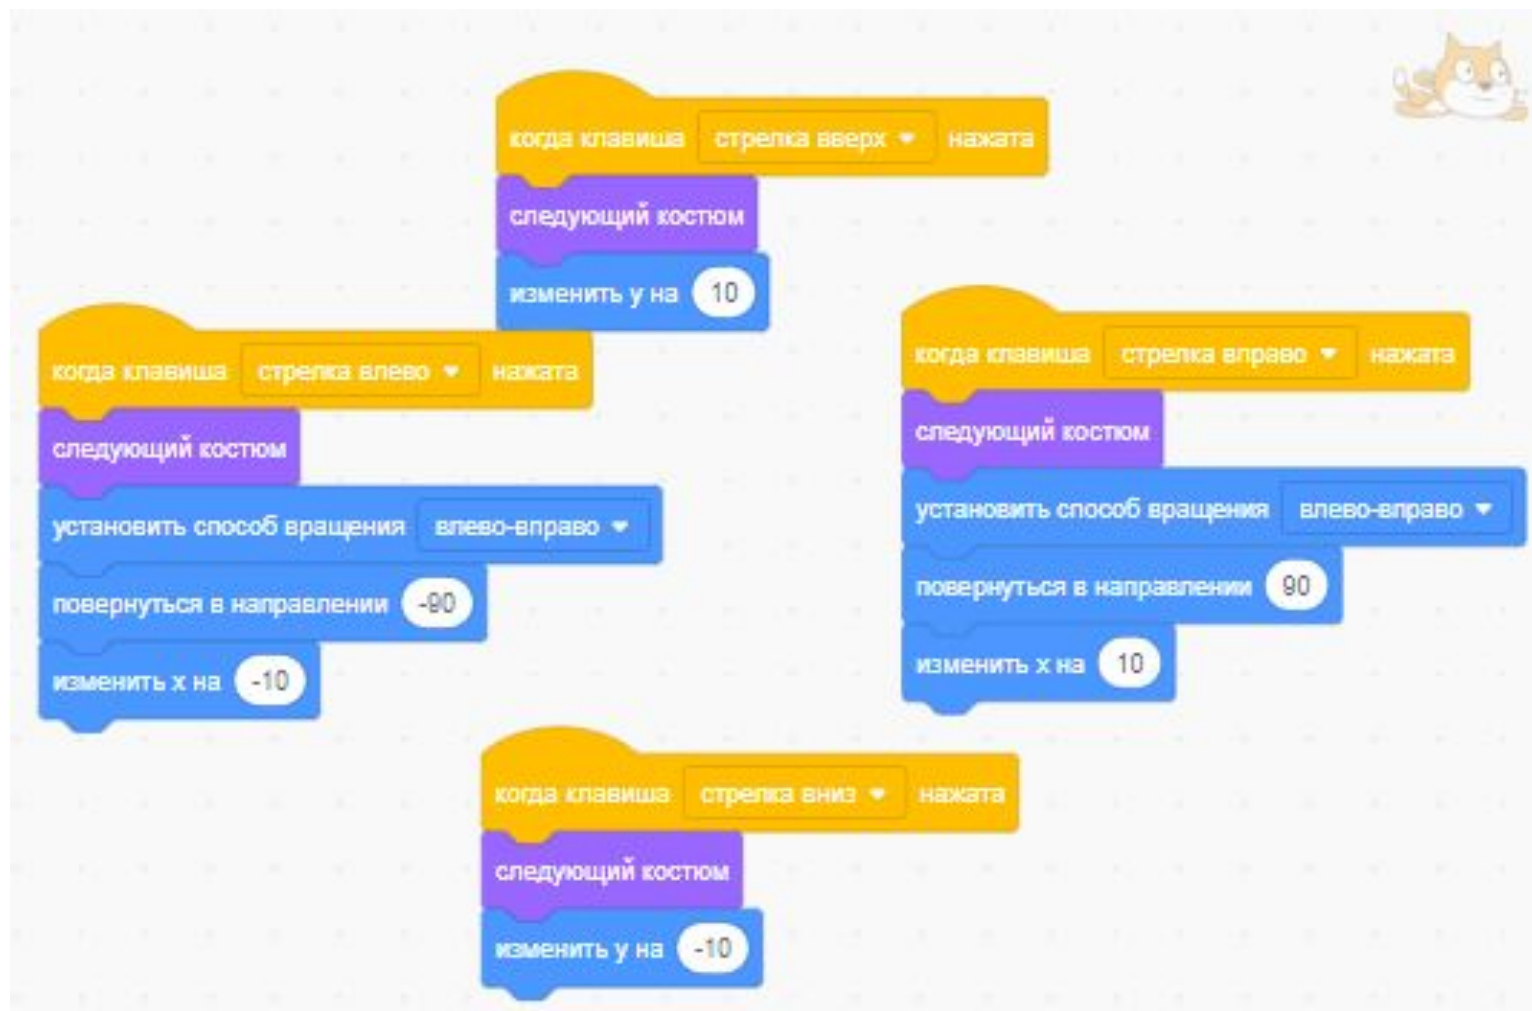 когда клавиша стрелка вверх нажата
следующий костюм
изменить y на 10
когда клавиша стрелка влево нажата
следующий костюм
установить способ вращения влево-вправо
повернуться в направлении -90
изменить x на -10
когда клавиша стрелка вправо нажата
следующий костюм
установить способ вращения влево-вправо
повернуться в направлении 90
изменить x на 10
когда клавиша стрелка вниз нажата
следующий костюм
изменить y на -10